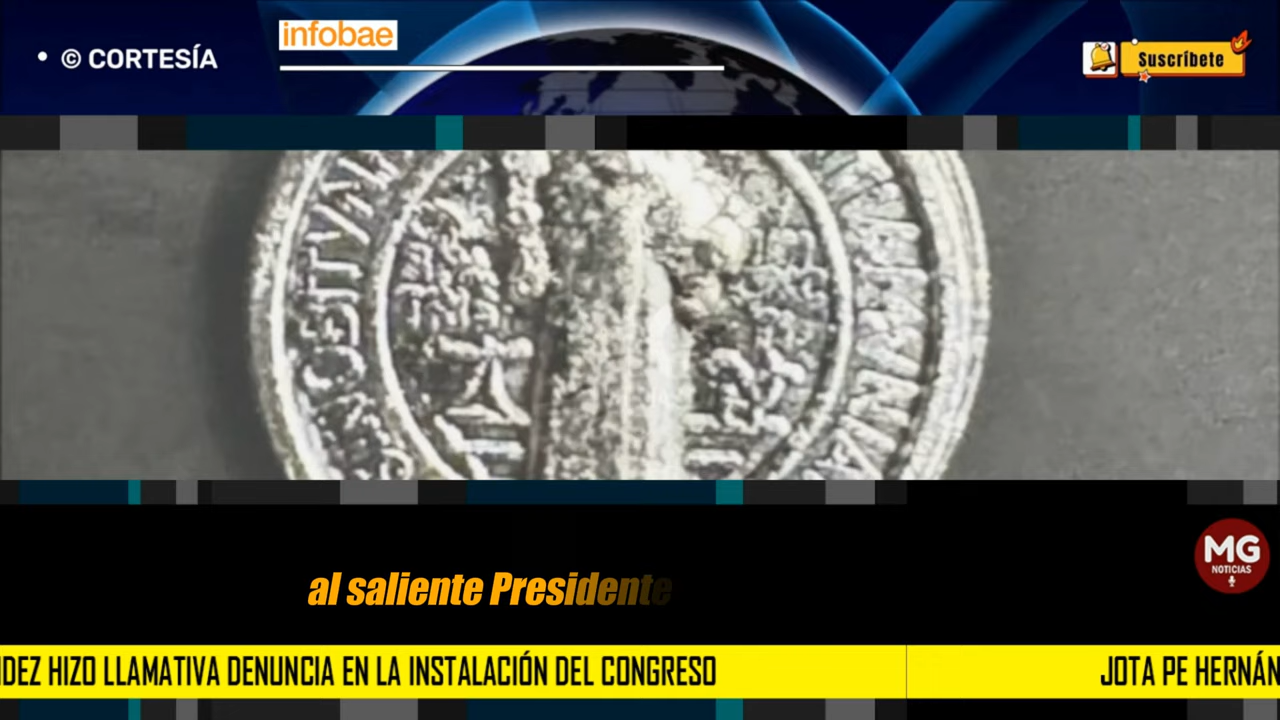 infobae
• © CORTESÍA
Suscríbete
al saliente Presidente
MG
NOTICIAS
DEZ HIZO LLAMATIVA DENUNCIA EN LA INSTALACIÓN DEL CONGRESO
JOTA PE HERNÁN